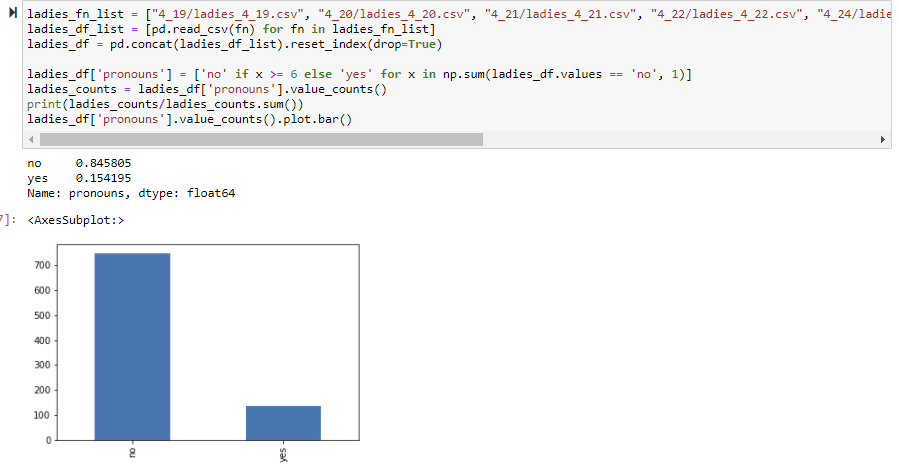 ladies_fn_list = ["4_19/ladies_4_19.csv", "4_20/ladies_4_20.csv", "4_21/ladies_4_21.csv", "4_22/ladies_4_22.csv", "4_24/ladie
ladies_df_list = [pd.read_csv(fn) for fn in ladies_fn_list]
ladies_df = pd.concat(ladies_df_list).reset_index(drop=True)
ladies_df['pronouns'] = ['no' if x >= 6 else 'yes' for x in np.sum(ladies_df.values == 'no', 1)]
ladies_counts = ladies_df['pronouns'].value_counts()
print(ladies_counts/ladies_counts.sum())
ladies_df['pronouns'].value_counts().plot.bar()
no 0.845805
yes 0.154195
Name: pronouns, dtype: float64
7]: <AxesSubplot:>
700
600
500
400
300
200
100
0
no yes